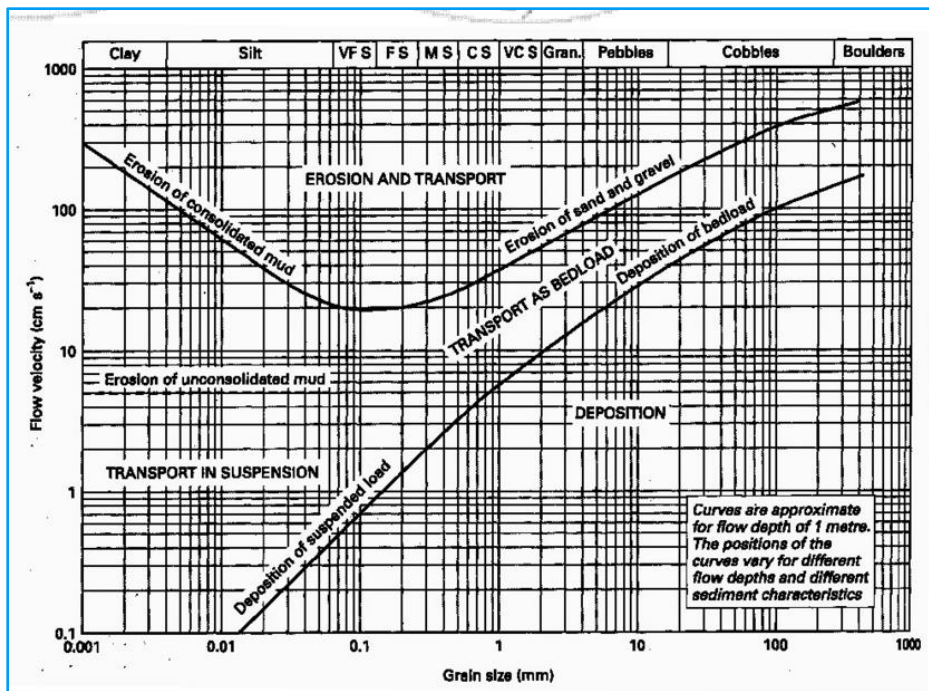 Clay Silt VF S F S M S C S VC S Gran. Pebbles Cobbles Boulders
1000
Erosion of consolidated mud
EROSION AND TRANSPORT
Erosion of sand and gravel
100
Deposition of bedload
TRANSPORT AS BEDLOAD
Flow velocity (cm s⁻¹)
10
Erosion of unconsolidated mud
DEPOSITION
TRANSPORT IN SUSPENSION
1
Deposition of suspended load
Curves are approximate
for flow depth of 1 metre.
The positions of the
curves vary for different
flow depths and different
sediment characteristics
0.1
0.001 0.01 0.1 1 10 100 1000
Grain size (mm)